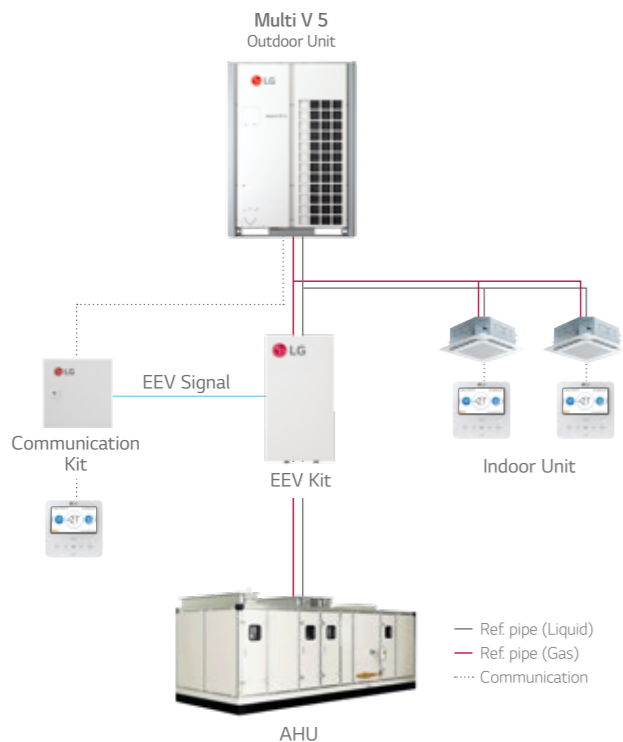 Multi V 5
Outdoor Unit
LG
LG
LG
EEV Signal
Communication
Kit
EEV Kit
Indoor Unit
Ref. pipe (Liquid)
Ref. pipe (Gas)
Communication
AHU